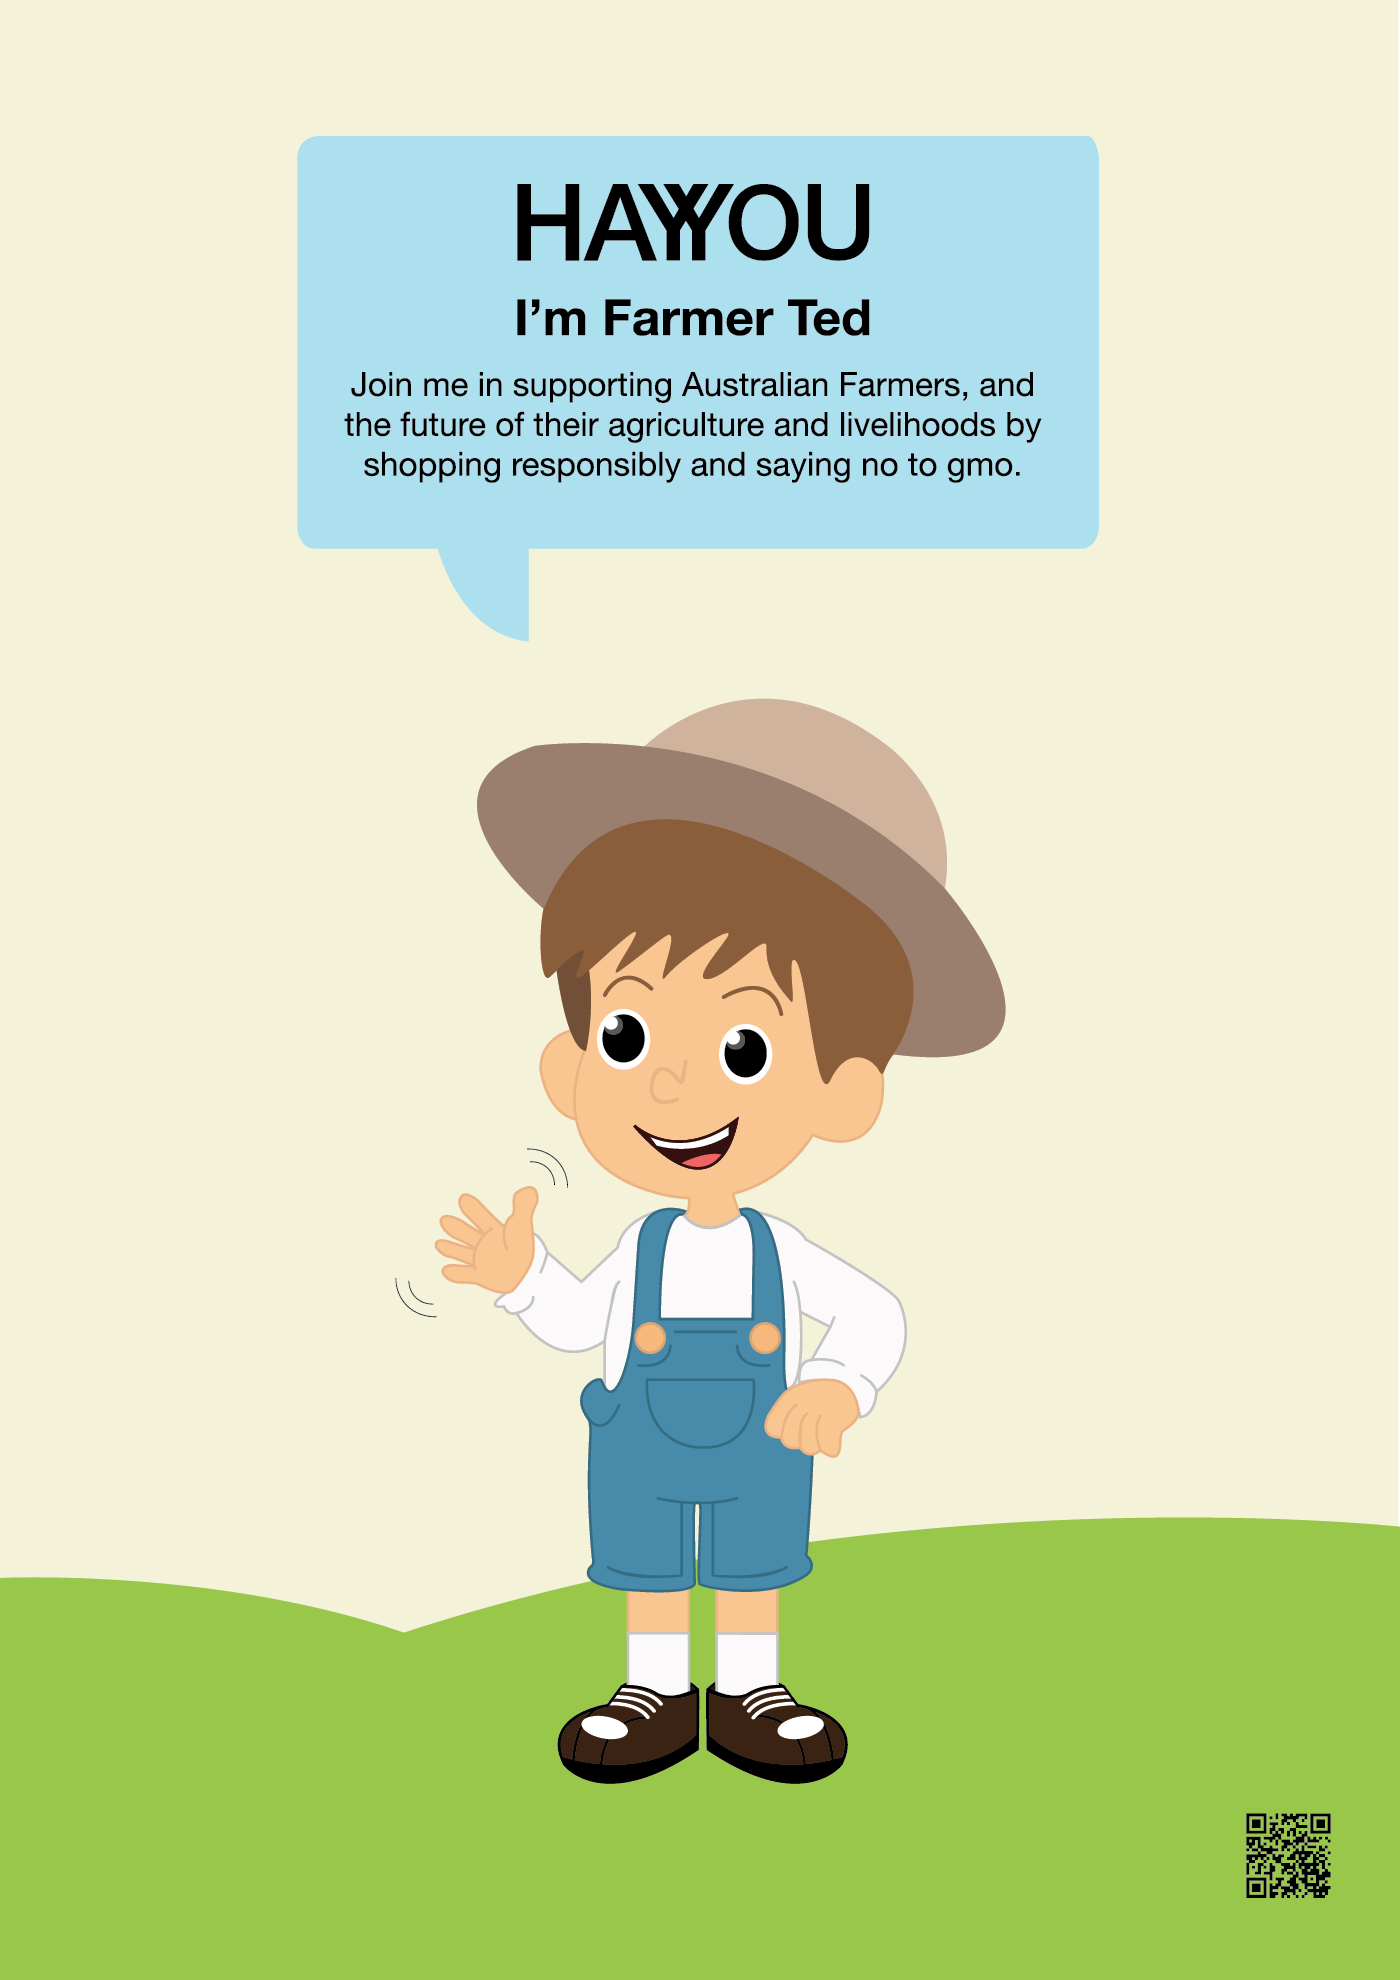 HAYYOU
I'm Farmer Ted
Join me in supporting Australian Farmers, and
the future of their agriculture and livelihoods by
shopping responsibly and saying no to gmo.